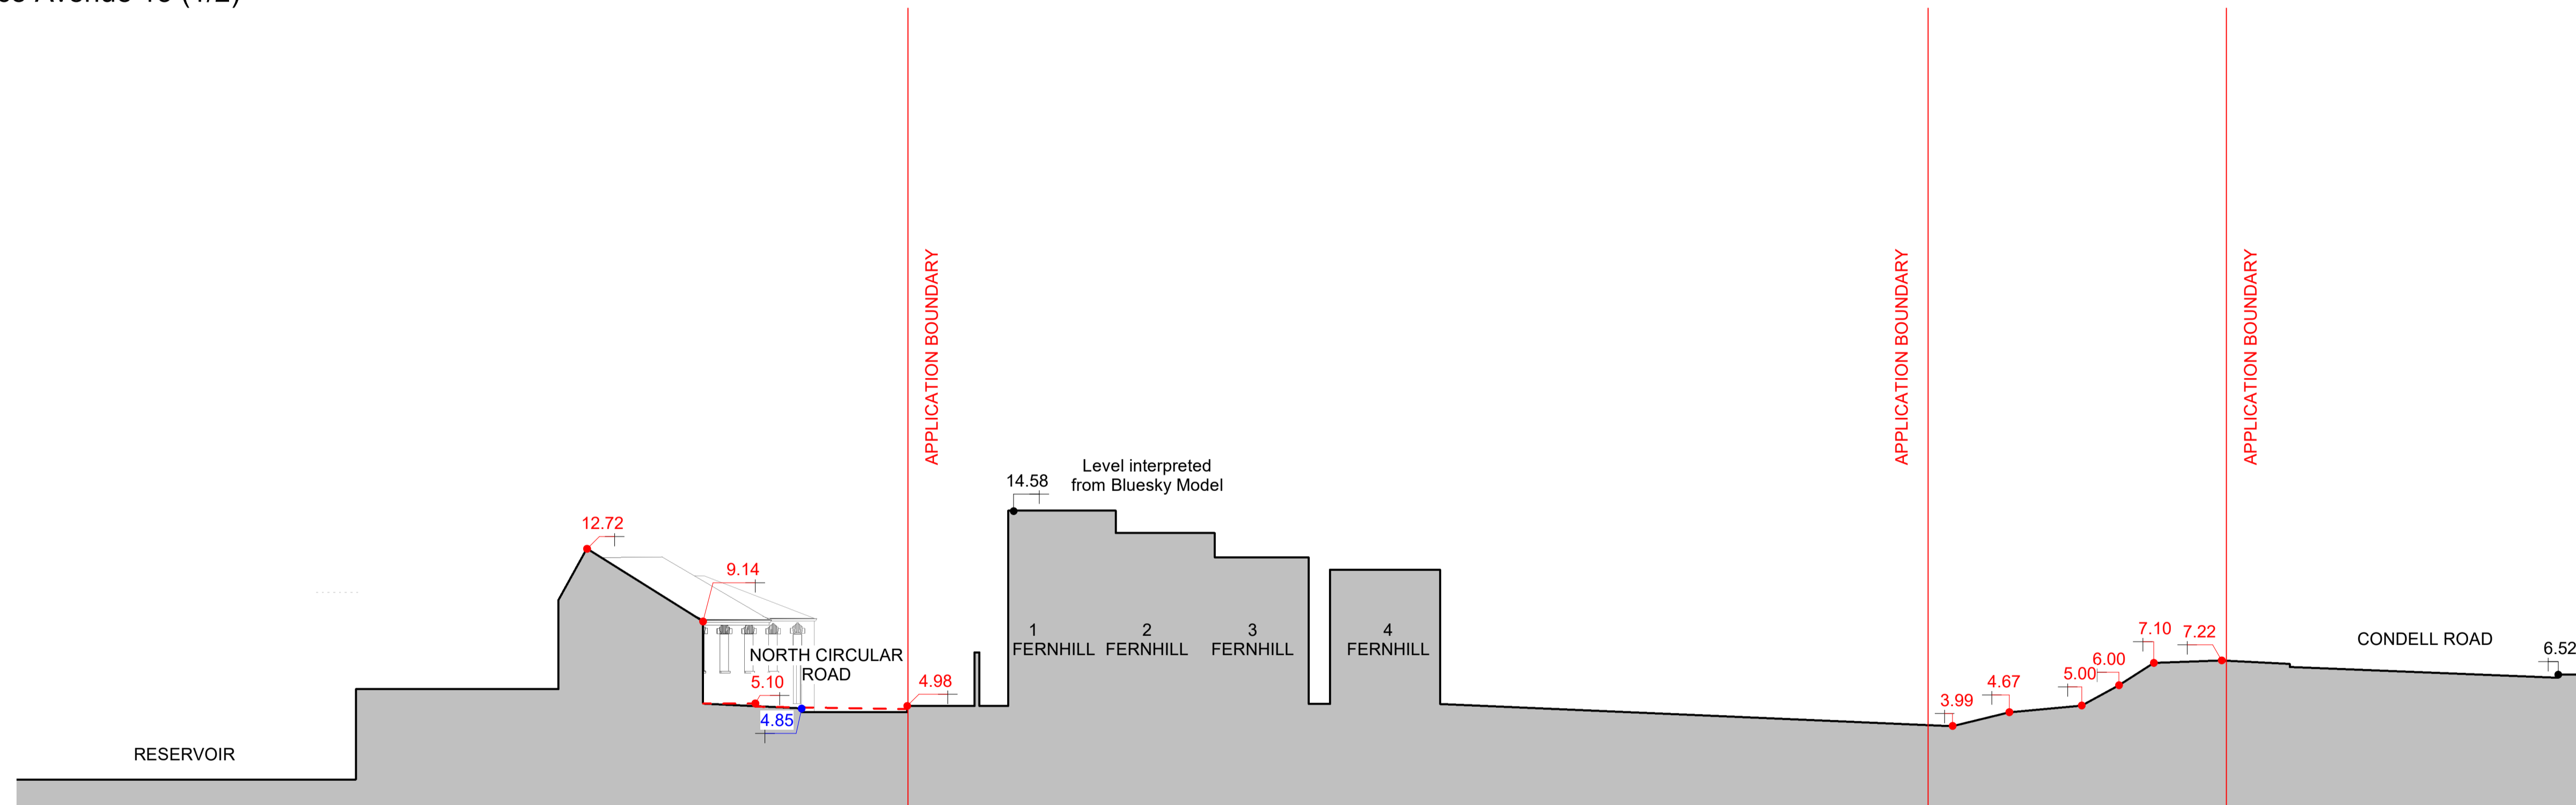 Avenue
APPLICATION BOUNDARY
APPLICATION BOUNDARY
APPLICATION BOUNDARY
Level interpreted
from Bluesky Model
14.58
12.72
9.14
1
FERNHILL
2
FERNHILL
3
FERNHILL
4
FERNHILL
NORTH CIRCULAR
ROAD
5.10
4.85
4.98
RESERVOIR
3.99
4.67
5.00
6.00
7.10
7.22
CONDELL ROAD
6.52